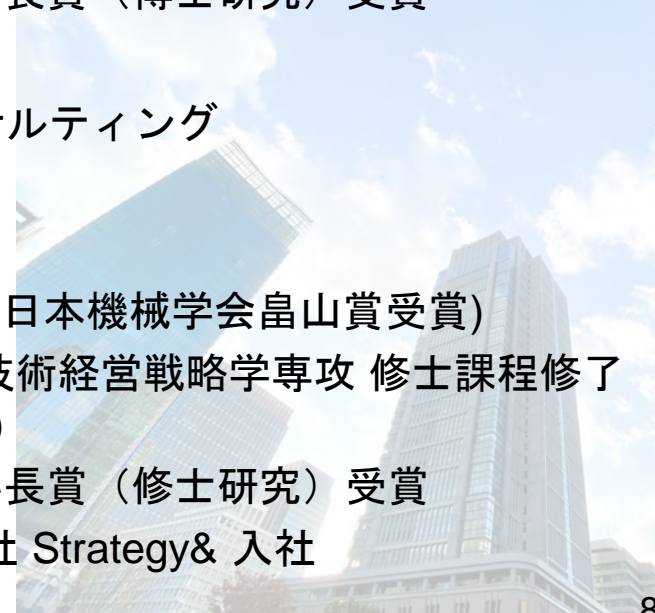 長賞（博士研究）受賞
ルティング
日本機械学会畠山賞受賞)
技術経営戦略学専攻 修士課程修了
)
長賞（修士研究）受賞
社 Strategy& 入社
8